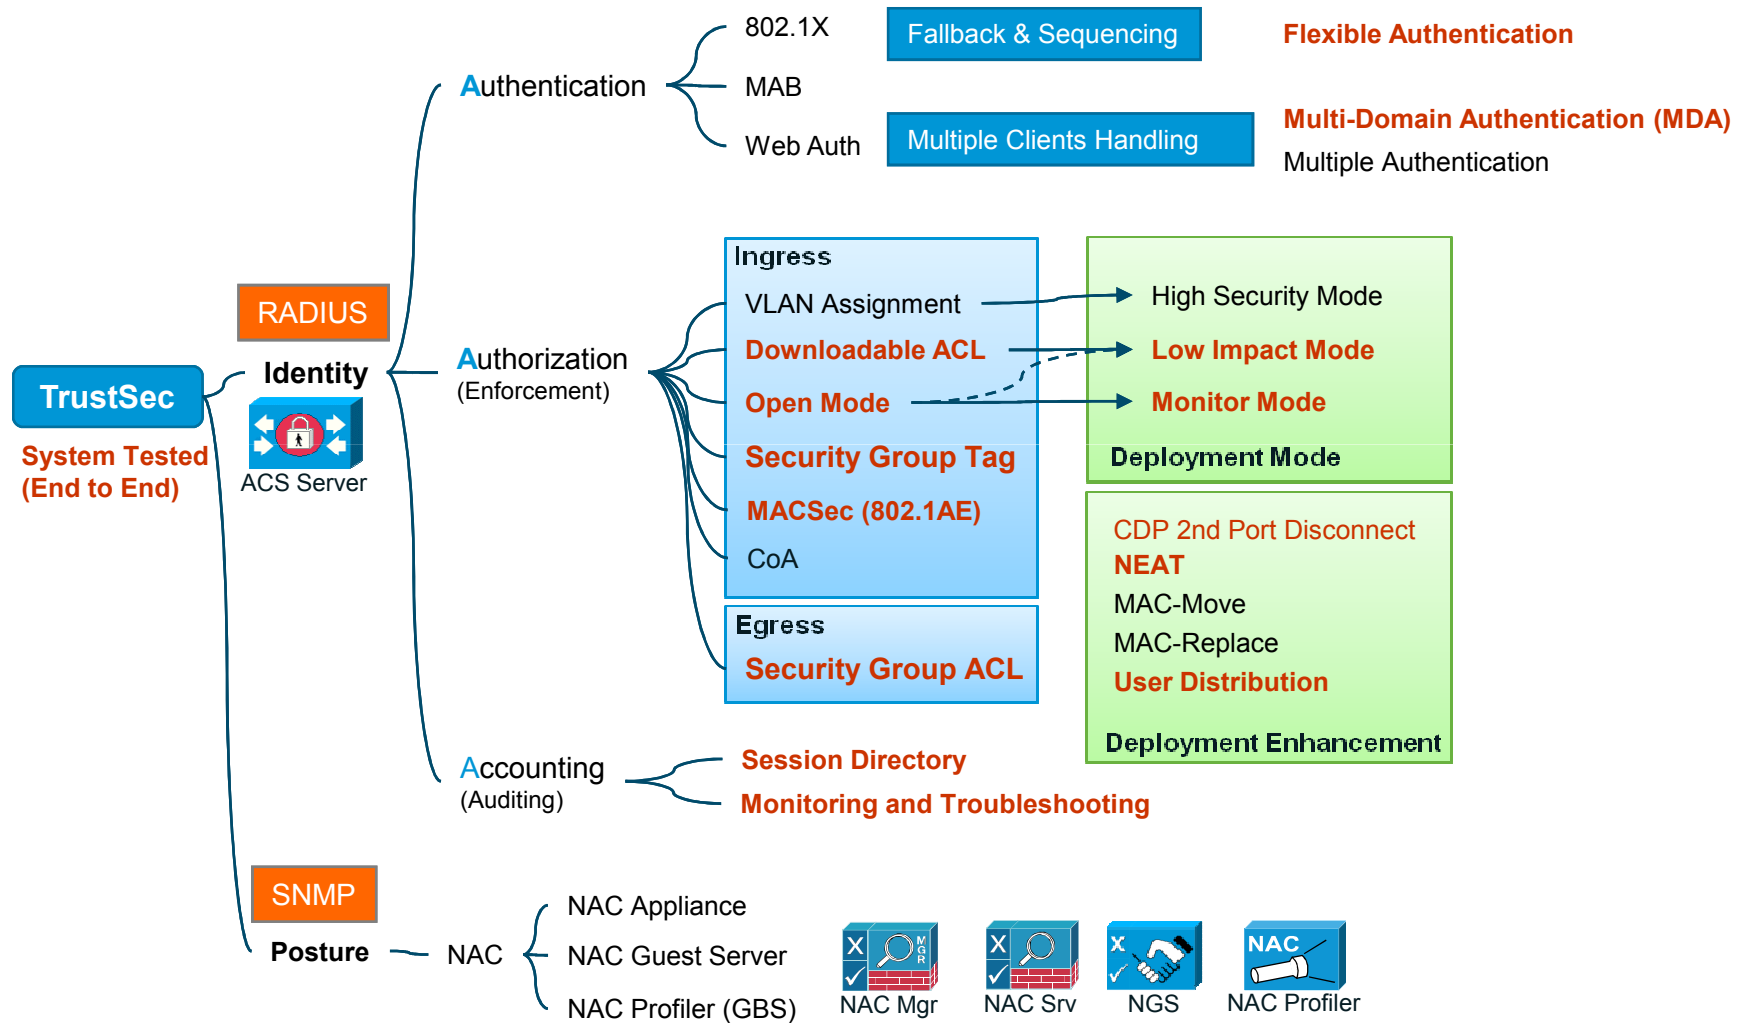 802.1X
Fallback & Sequencing
Flexible Authentication
Authentication
MAB
Multi-Domain Authentication (MDA)
Web Auth
Multiple Clients Handling
Multiple Authentication
Ingress
VLAN Assignment
High Security Mode
RADIUS
Downloadable ACL
Low Impact Mode
Authorization
(Enforcement)
Identity
TrustSec
Open Mode
Monitor Mode
System Tested
(End to End)
ACS Server
Security Group Tag
Deployment Mode
MACSec (802.1AE)
CoA
CDP 2nd Port Disconnect
NEAT
MAC-Move
MAC-Replace
User Distribution
Deployment Enhancement
Egress
Security Group ACL
Accounting
(Auditing)
Session Directory
Monitoring and Troubleshooting
SNMP
Posture
NAC
NAC Appliance
NAC Guest Server
NAC Profiler (GBS)
X
MGR
NAC Mgr
X
NAC Srv
X
NGS
NAC
NAC Profiler